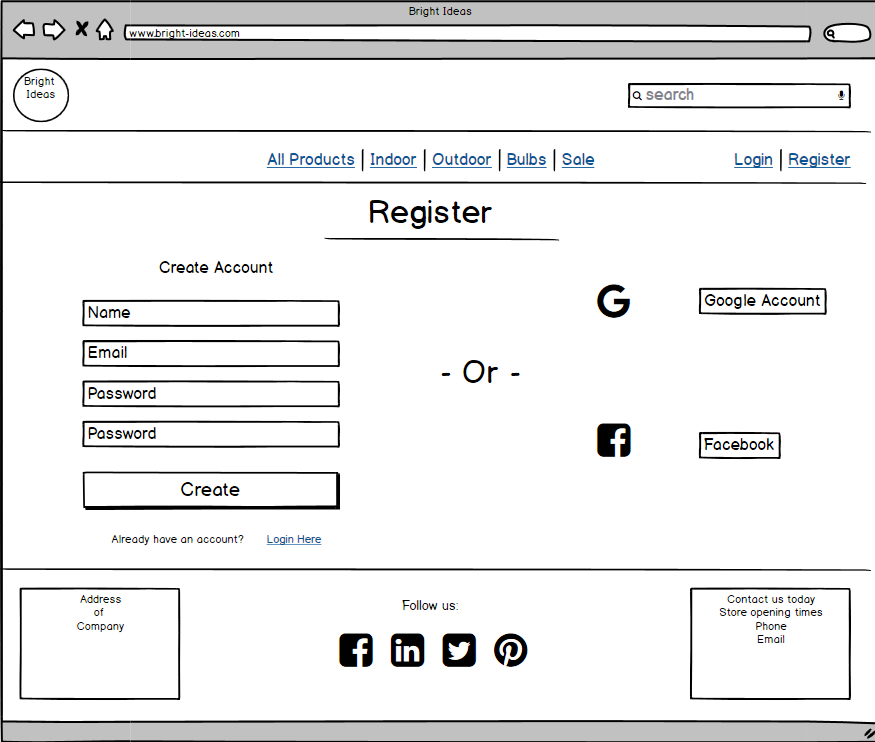 Bright Ideas
www.bright-ideas.com
Bright
Ideas
search
All Products | Indoor | Outdoor | Bulbs | Sale
Login | Register
Register
Create Account
Name
Email
Password
Password
Create
Already have an account? Login Here
- Or -
Google Account
Facebook
Address
of
Company
Follow us:
Contact us today
Store opening times
Phone
Email